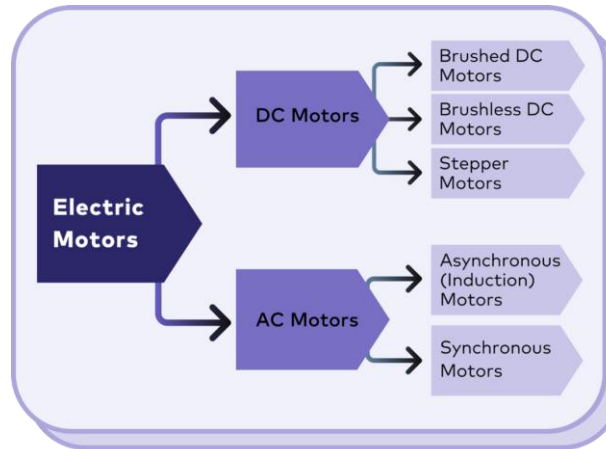 Electric
Motors
DC Motors
Brushed DC
Motors
Brushless DC
Motors
Stepper
Motors
AC Motors
Asynchronous
(Induction)
Motors
Synchronous
Motors